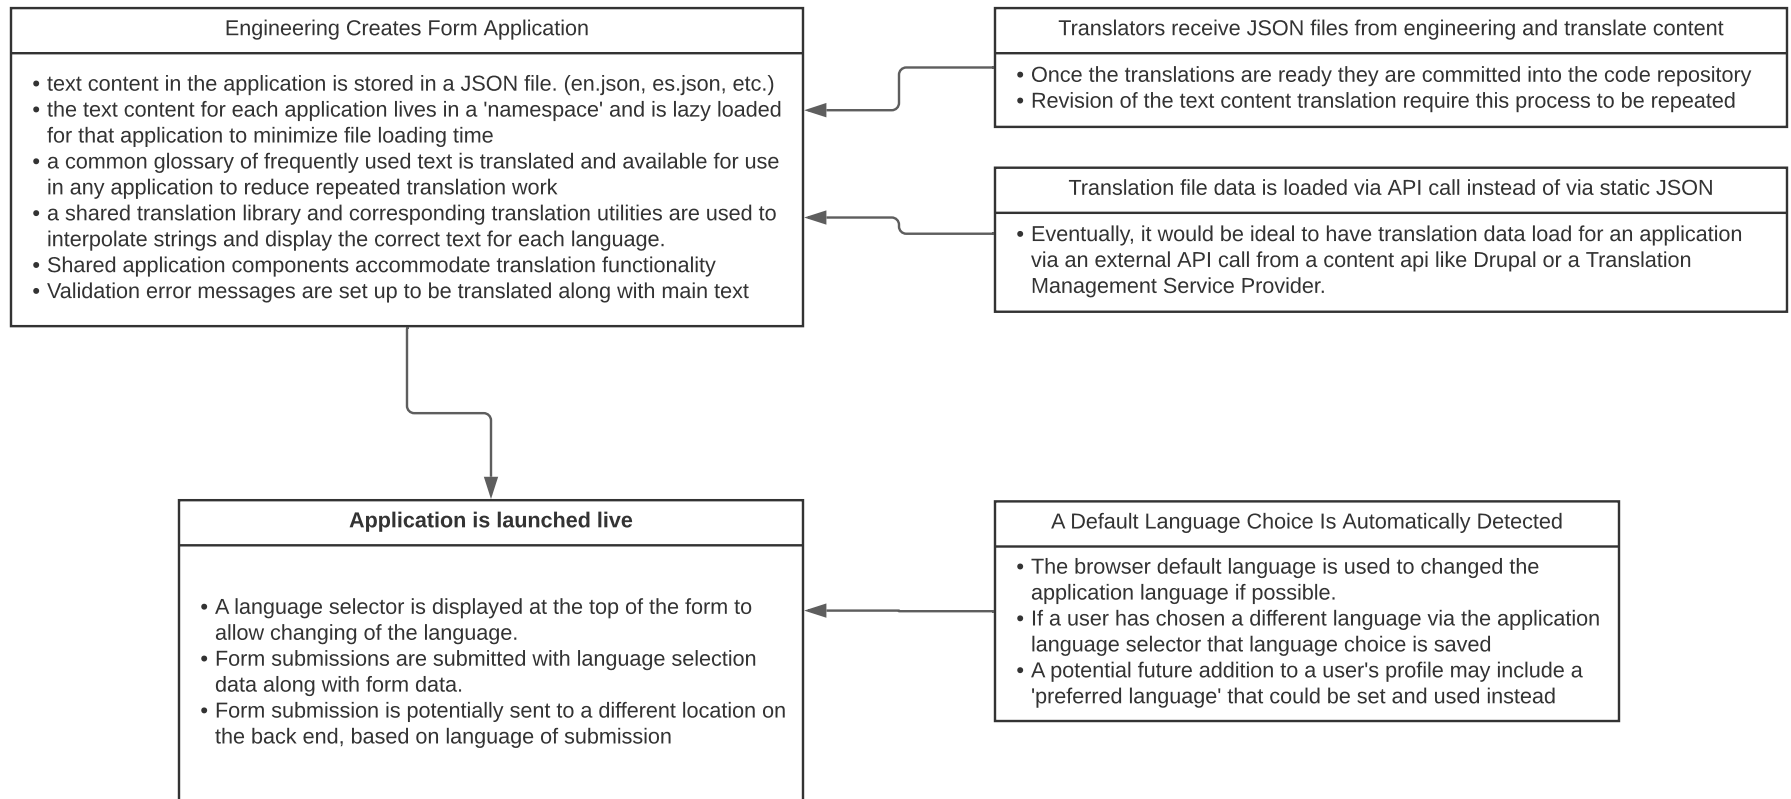 Engineering Creates Form Application
• text content in the application is stored in a JSON file. (en.json, es.json, etc.)
• the text content for each application lives in a 'namespace' and is lazy loaded
for that application to minimize file loading time
• a common glossary of frequently used text is translated and available for use
in any application to reduce repeated translation work
• a shared translation library and corresponding translation utilities are used to
interpolate strings and display the correct text for each language.
• Shared application components accommodate translation functionality
• Validation error messages are set up to be translated along with main text
Translators receive JSON files from engineering and translate content
• Once the translations are ready they are committed into the code repository
• Revision of the text content translation require this process to be repeated
Translation file data is loaded via API call instead of via static JSON
• Eventually, it would be ideal to have translation data load for an application
via an external API call from a content api like Drupal or a Translation
Management Service Provider.
Application is launched live
• A language selector is displayed at the top of the form to
allow changing of the language.
• Form submissions are submitted with language selection
data along with form data.
• Form submission is potentially sent to a different location on
the back end, based on language of submission
A Default Language Choice Is Automatically Detected
• The browser default language is used to changed the
application language if possible.
• If a user has chosen a different language via the application
language selector that language choice is saved
• A potential future addition to a user's profile may include a
'preferred language' that could be set and used instead